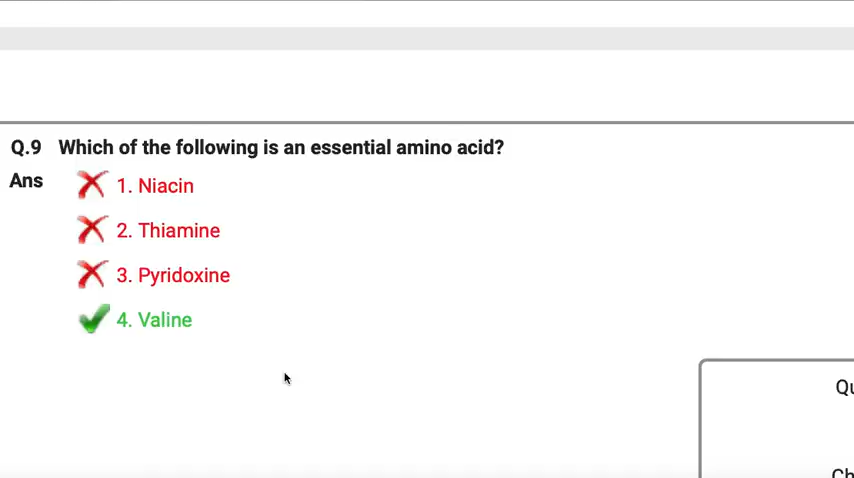 Q.9 Which of the following is an essential amino acid?
Ans
1. Niacin
2. Thiamine
3. Pyridoxine
4. Valine